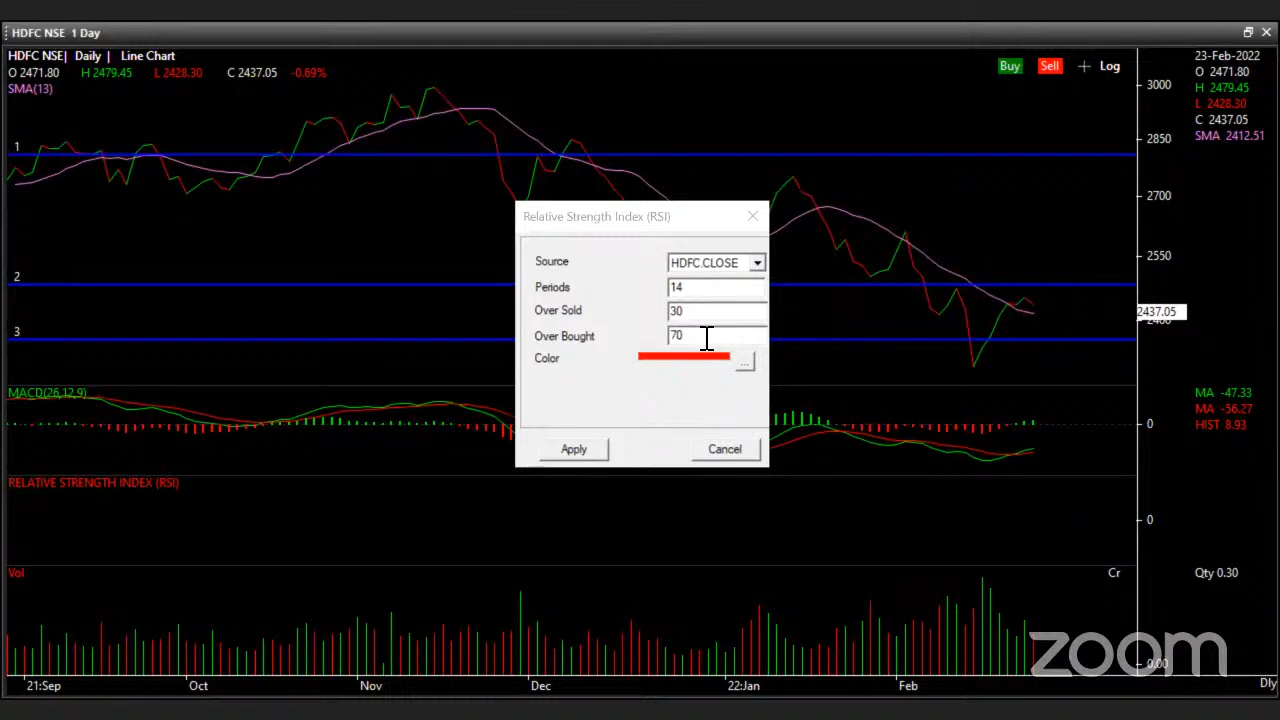 HDFC NSE 1 Day
HDFC NSE| Daily | Line Chart
O 2471.80 H 2479.45 L 2428.30 C 2437.05 -0.69%
SMA(13)
Buy Sell Log
23-Feb-2022
O 2471.80
H 2479.45
L 2428.30
C 2437.05
SMA 2412.51
3000
2850
2700
2550
2400
2437.05
1
2
3
Relative Strength Index (RSI)
Source HDFC.CLOSE
Periods 14
Over Sold 30
Over Bought 70
Color ...
Apply Cancel
MACD(26,12,9)
0
MA -47.33
MA -56.27
HIST 8.93
RELATIVE STRENGTH INDEX (RSI)
0
Vol
Cr
Qty 0.30
0.00
zoom
21:Sep Oct Nov Dec 22:Jan Feb Dly